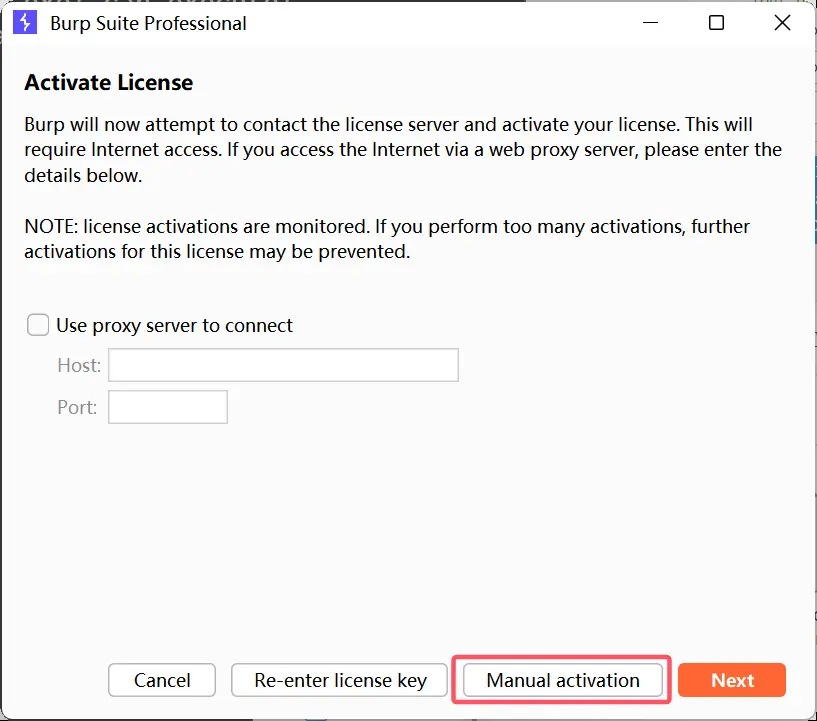 Burp Suite Professional
Activate License
Burp will now attempt to contact the license server and activate your license. This will
require Internet access. If you access the Internet via a web proxy server, please enter the
details below.
NOTE: license activations are monitored. If you perform too many activations, further
activations for this license may be prevented.
Use proxy server to connect
Host:
Port:
Cancel
Re-enter license key
Manual activation
Next